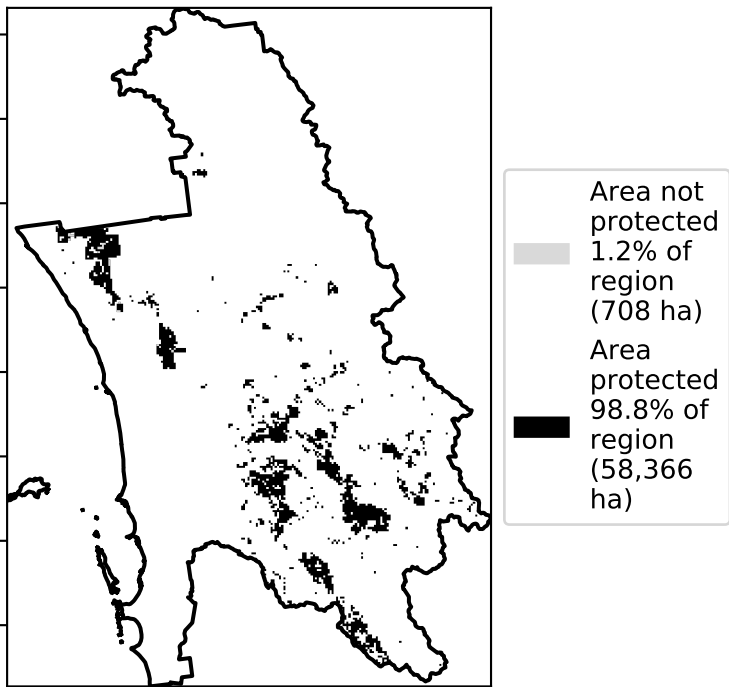 Area not
protected
1.2% of
region
(708 ha)
Area
protected
98.8% of
region
(58,366
ha)